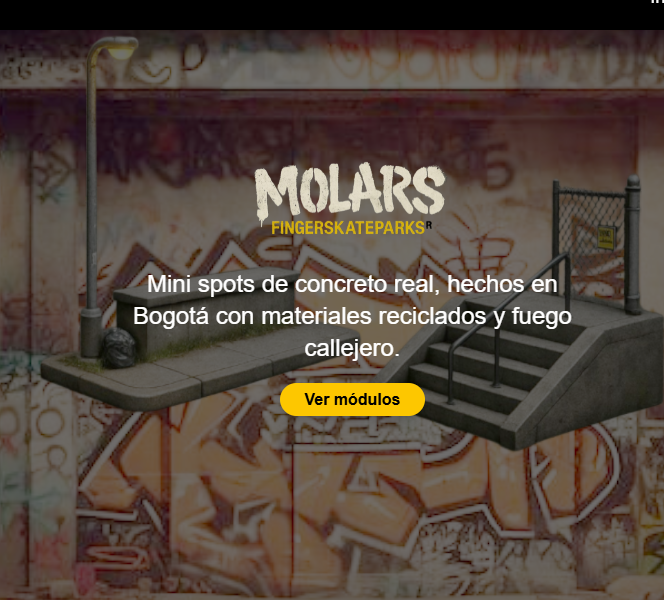 MOLARS
FINGERSKATEPARKS R
Mini spots de concreto real, hechos en
Bogotá con materiales reciclados y fuego
callejero.
Ver módulos